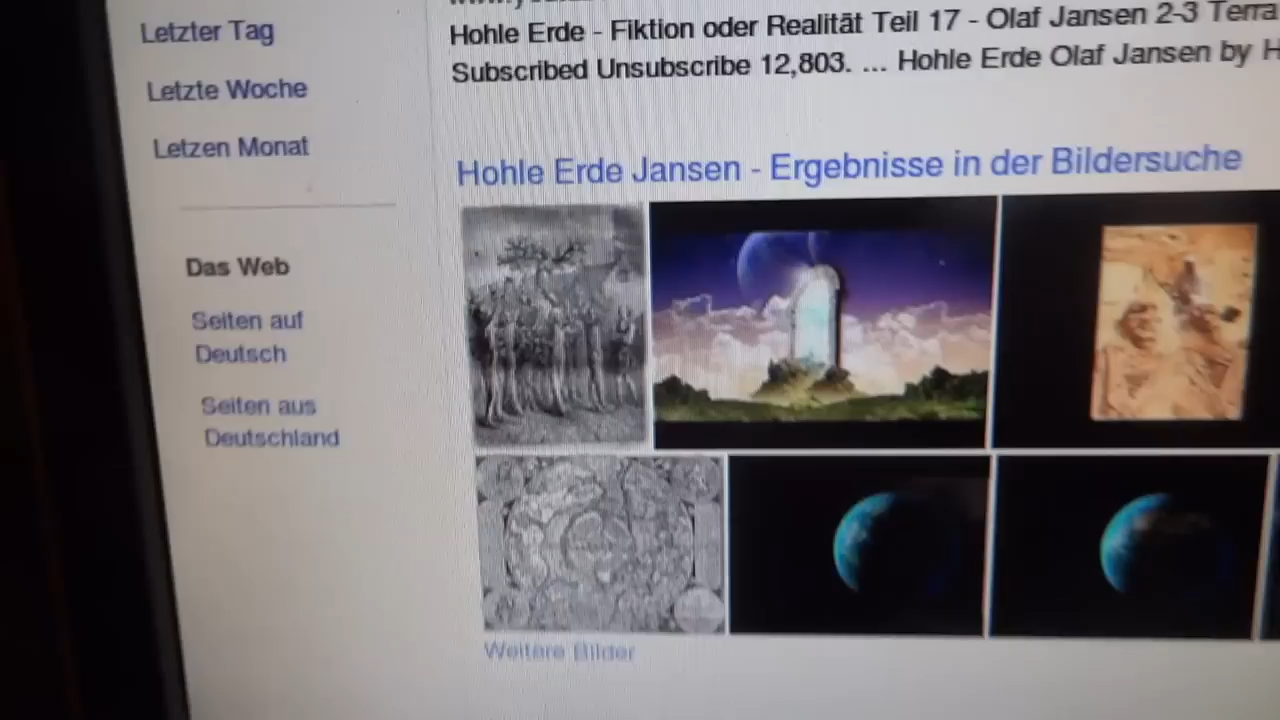 Letzter Tag
Letzte Woche
Letzen Monat
Das Web
Seiten auf
Deutsch
Seiten aus
Deutschland
Hohle Erde - Fiktion oder Realität Teil 17 - Olaf Jansen 2-3 Terra
Subscribed Unsubscribe 12,803. ... Hohle Erde Olaf Jansen by H
Hohle Erde Jansen - Ergebnisse in der Bildersuche
Weitere Bilder